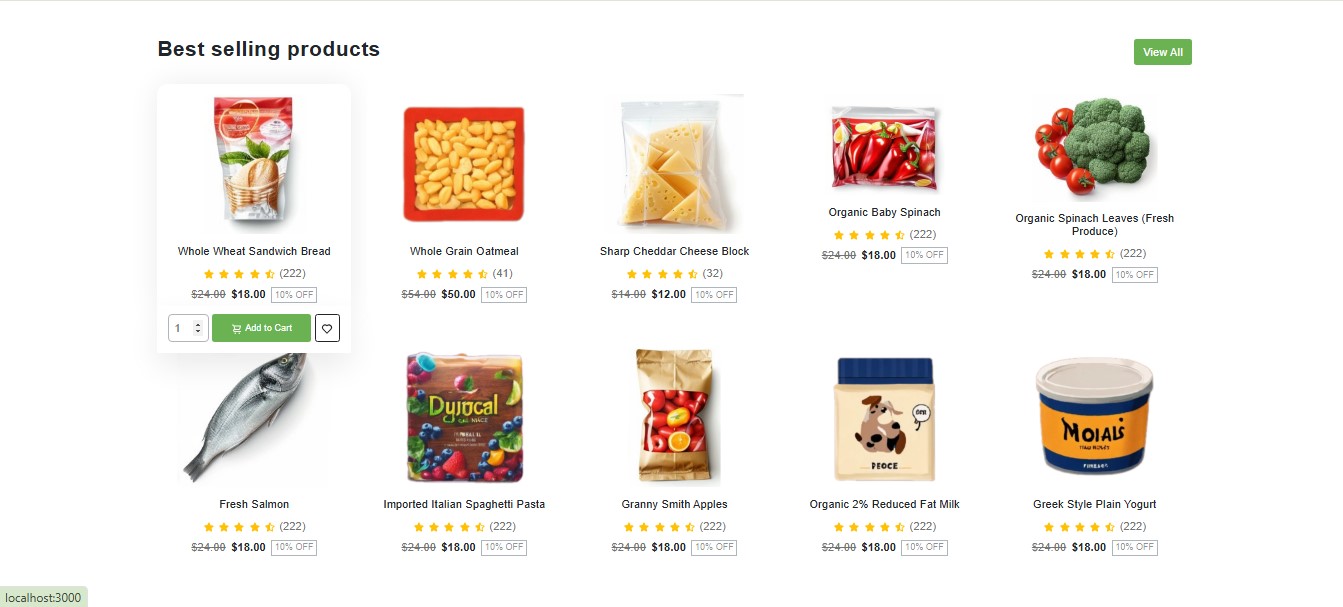 Best selling products
View All
Whole Wheat Sandwich Bread
(222)
$24.00 $18.00 10% OFF
1 Add to Cart
Whole Grain Oatmeal
(41)
$54.00 $50.00 10% OFF
Sharp Cheddar Cheese Block
(32)
$14.00 $12.00 10% OFF
Organic Baby Spinach
(222)
$24.00 $18.00 10% OFF
Organic Spinach Leaves (Fresh
Produce)
(222)
$24.00 $18.00 10% OFF
Fresh Salmon
(222)
$24.00 $18.00 10% OFF
Dyjocal
Imported Italian Spaghetti Pasta
(222)
$24.00 $18.00 10% OFF
Granny Smith Apples
(222)
$24.00 $18.00 10% OFF
PEOCE
Organic 2% Reduced Fat Milk
(222)
$24.00 $18.00 10% OFF
MOIALS
Greek Style Plain Yogurt
(222)
$24.00 $18.00 10% OFF
localhost:3000